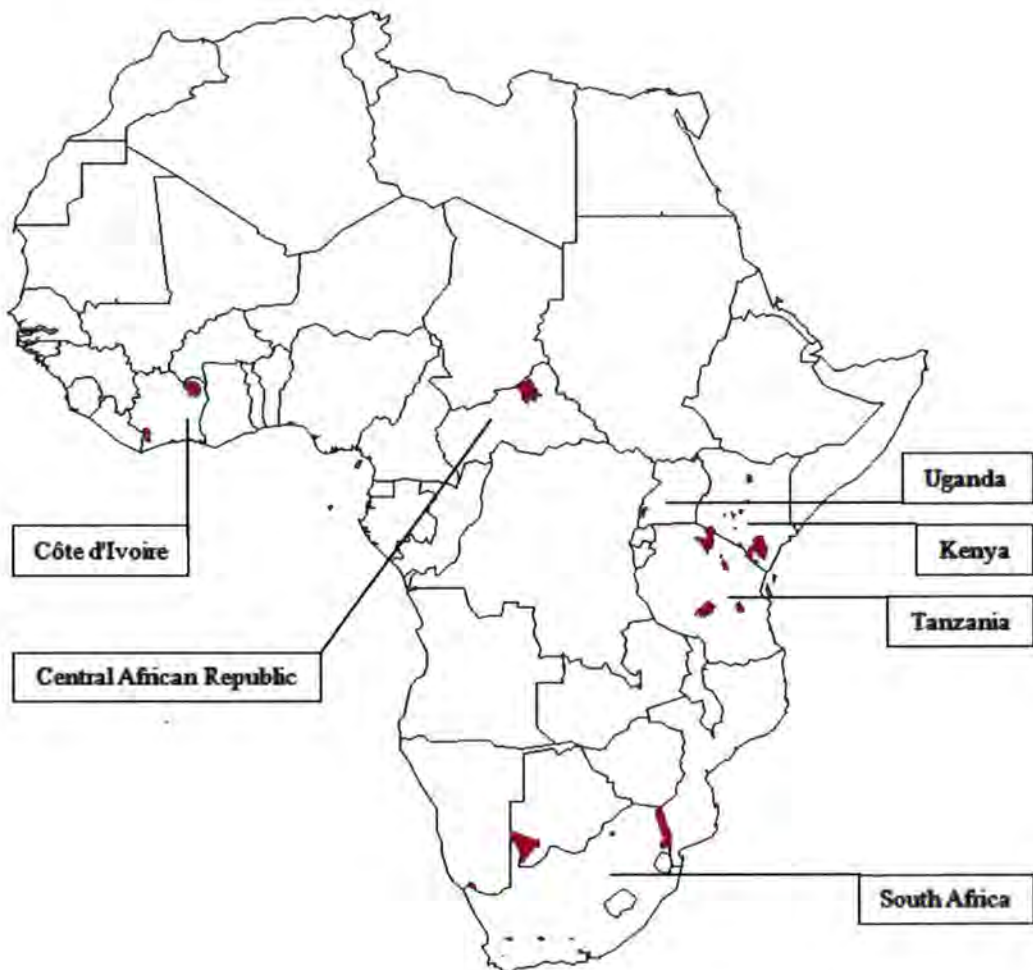 Uganda
Côte d'Ivoire
Kenya
Tanzania
Central African Republic
South Africa